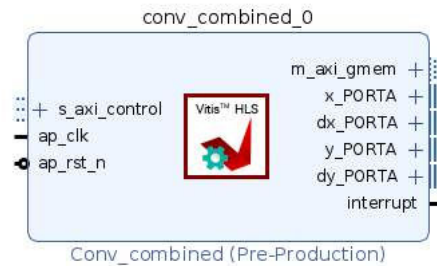 conv_combined_0
m_axi_gmem +
x_PORTA +
+ s_axi_control
Vitis™ HLS
dx_PORTA +
ap_clk
y_PORTA +
ap_rst_n
dy_PORTA +
interrupt
Conv_combined (Pre-Production)